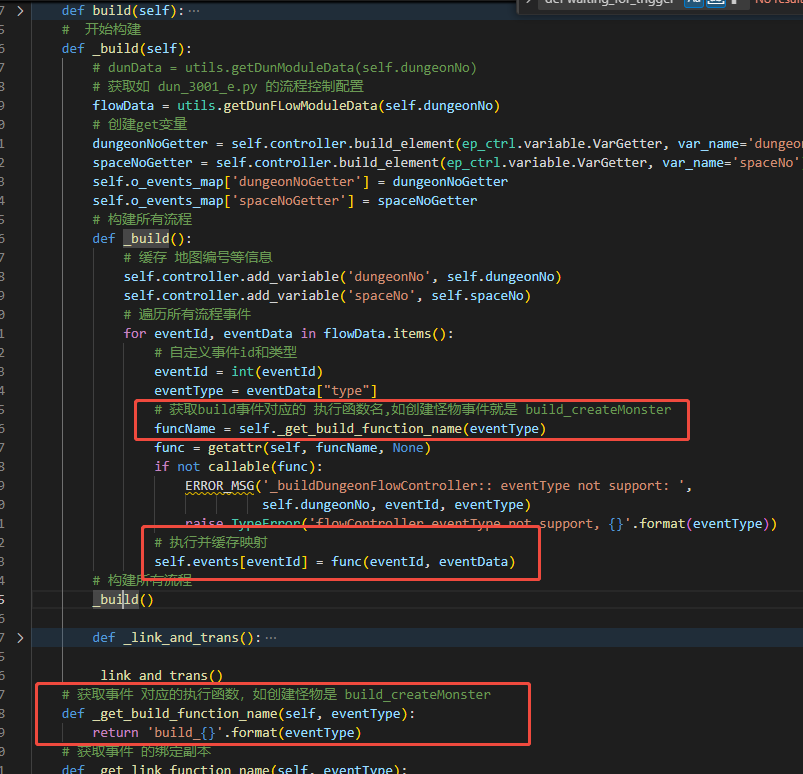 def waiting_for_trigger
No resul
def build(self): ···
# 开始构建
def _build(self):
# dunData = utils.getDunModuleData(self.dungeonNo)
# 获取如 dun_3001_e.py 的流程控制配置
flowData = utils.getDunFLowModuleData(self.dungeonNo)
# 创建get变量
dungeonNoGetter = self.controller.build_element(ep_ctrl.variable.VarGetter, var_name='dungeo
spaceNoGetter = self.controller.build_element(ep_ctrl.variable.VarGetter, var_name='spaceNo'
self.o_events_map['dungeonNoGetter'] = dungeonNoGetter
self.o_events_map['spaceNoGetter'] = spaceNoGetter
# 构建所有流程
def _build():
# 缓存 地图编号等信息
self.controller.add_variable('dungeonNo', self.dungeonNo)
self.controller.add_variable('spaceNo', self.spaceNo)
# 遍历所有流程事件
for eventId, eventData in flowData.items():
# 自定义事件id和类型
eventId = int(eventId)
eventType = eventData["type"]
# 获取build事件对应的 执行函数名,如创建怪物事件就是 build_createMonster
funcName = self._get_build_function_name(eventType)
func = getattr(self, funcName, None)
if not callable(func):
ERROR_MSG('_buildDungeonFlowController:: eventType not support: ',
self.dungeonNo, eventId, eventType)
raise TypeError('flowController eventType not support, {}'.format(eventType))
# 执行并缓存映射
self.events[eventId] = func(eventId, eventData)
# 构建所有流程
_build()
def _link_and_trans(): ···
_link_and_trans()
# 获取事件 对应的执行函数, 如创建怪物是 build_createMonster
def _get_build_function_name(self, eventType):
return 'build_{}'.format(eventType)
# 获取事件 的绑定副本
def _get_link_function_name(self, eventType):